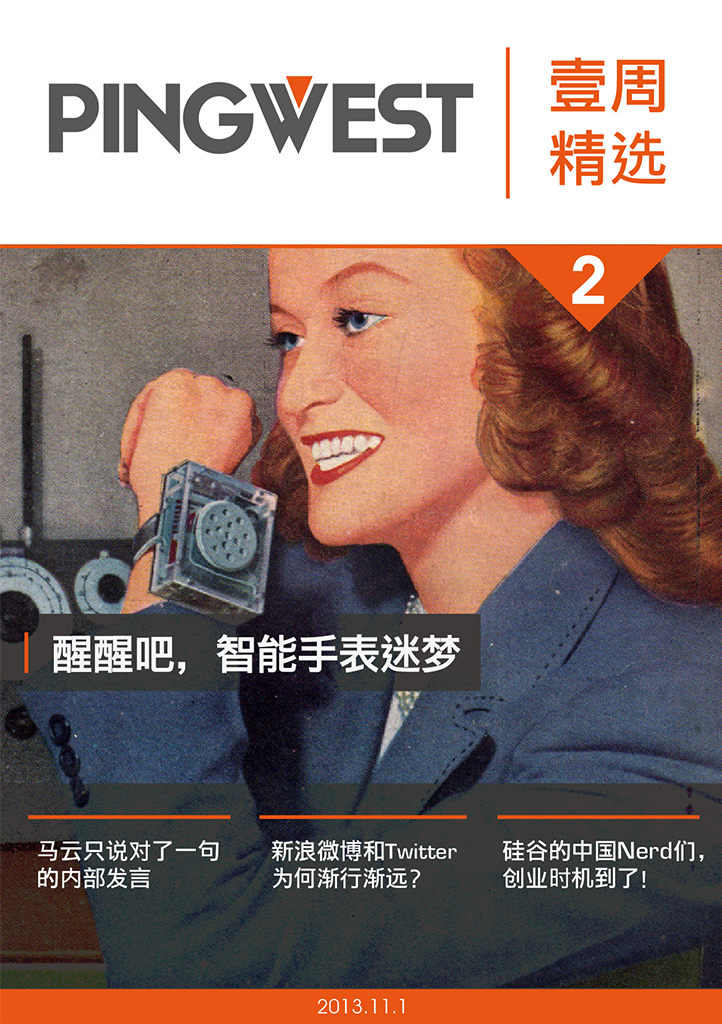 PINGWEST
壹周
精选
2
醒醒吧，智能手表迷梦
马云只说对了一句
的内部发言
新浪微博和Twitter
为何渐行渐远？
硅谷的中国Nerd们，
创业时机到了！
2013.11.1